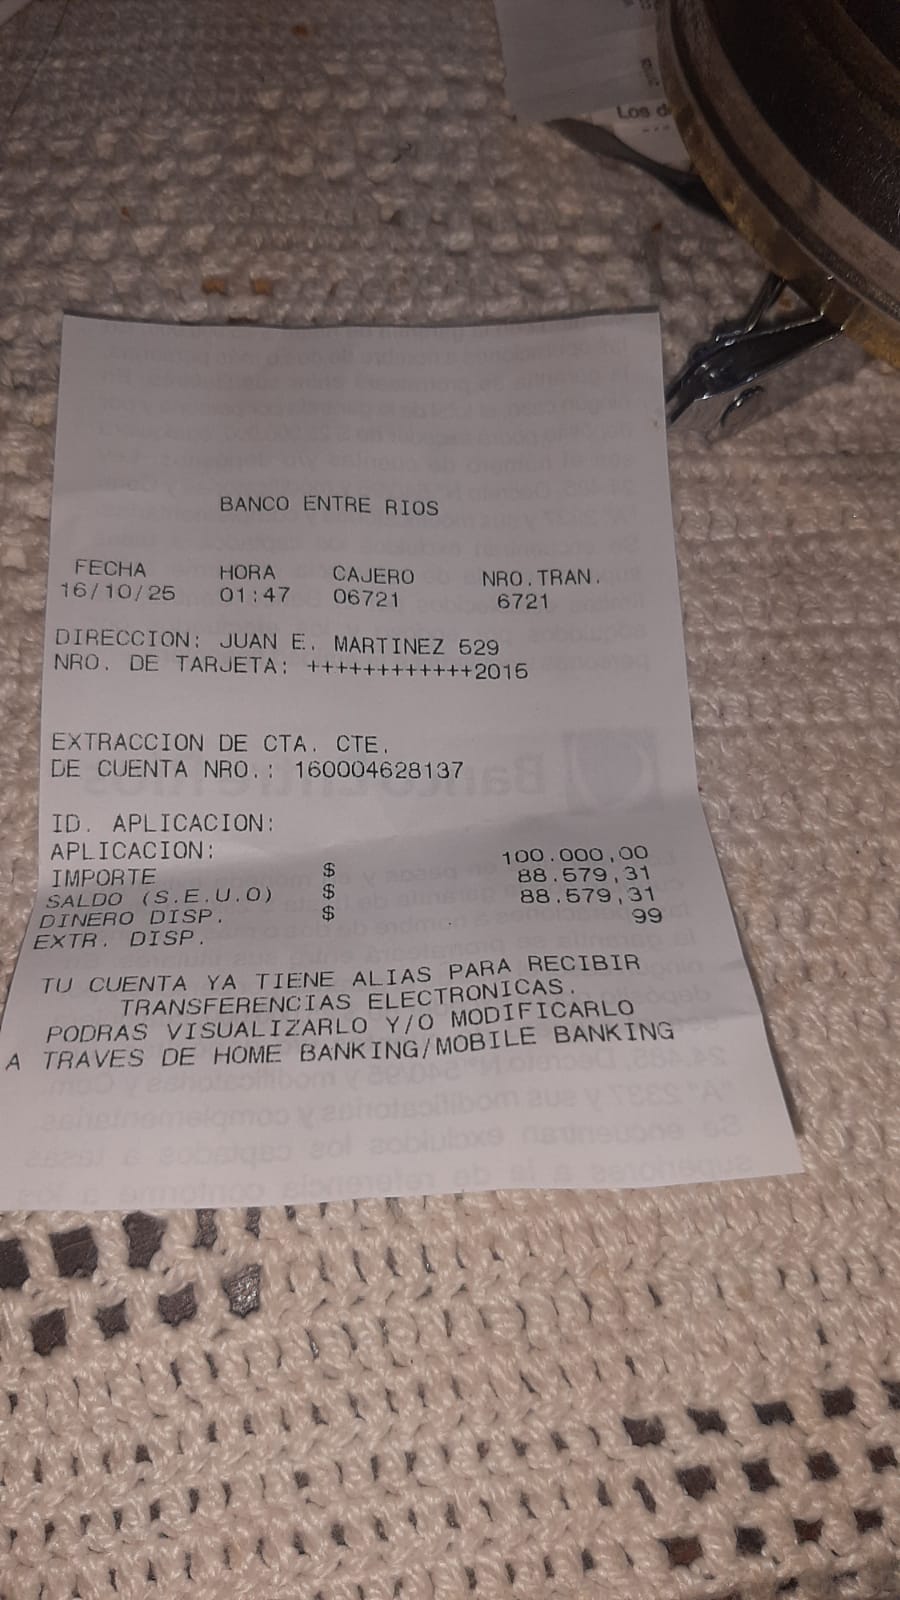 Los d
BANCO ENTRE RIOS
FECHA HORA CAJERO NRO.TRAN.
16/10/25 01:47 06721 6721
DIRECCION: JUAN E. MARTINEZ 529
NRO. DE TARJETA: ++++++++++++2015
EXTRACCION DE CTA. CTE.
DE CUENTA NRO.: 160004628137
ID. APLICACION:
APLICACION:
IMPORTE $ 100.000,00
SALDO (S.E.U.O) $ 88.579,31
DINERO DISP. $ 88.579,31
EXTR. DISP. 99
TU CUENTA YA TIENE ALIAS PARA RECIBIR
TRANSFERENCIAS ELECTRONICAS.
PODRAS VISUALIZARLO Y/O MODIFICARLO
A TRAVES DE HOME BANKING/MOBILE BANKING